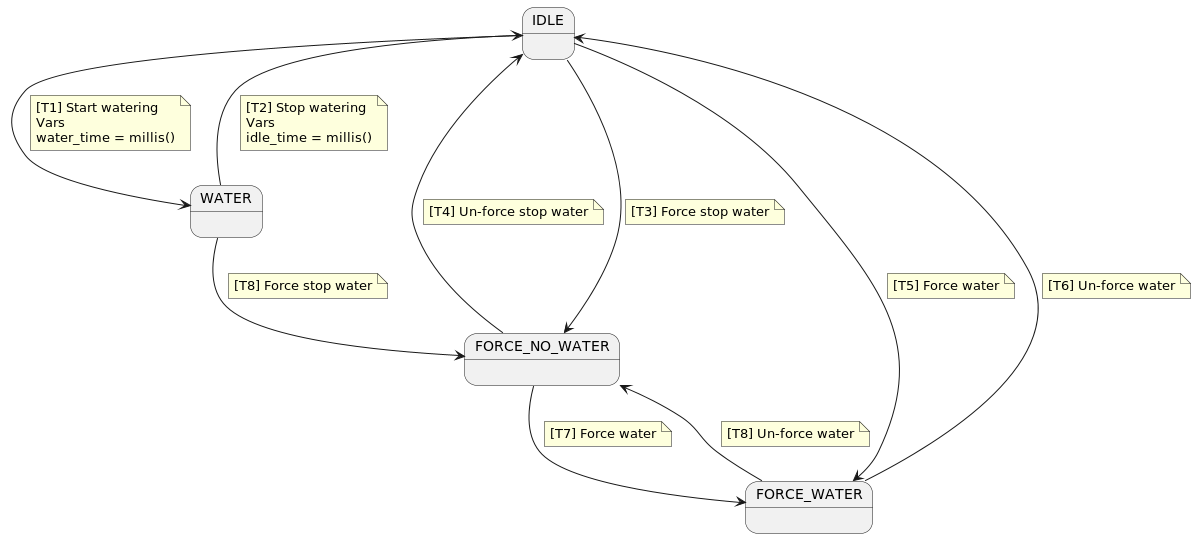 IDLE
[T1] Start watering
Vars
water_time = millis()
[T2] Stop watering
Vars
idle_time = millis()
WATER
[T4] Un-force stop water
[T3] Force stop water
[T8] Force stop water
[T5] Force water
[T6] Un-force water
FORCE_NO_WATER
[T7] Force water
[T8] Un-force water
FORCE_WATER